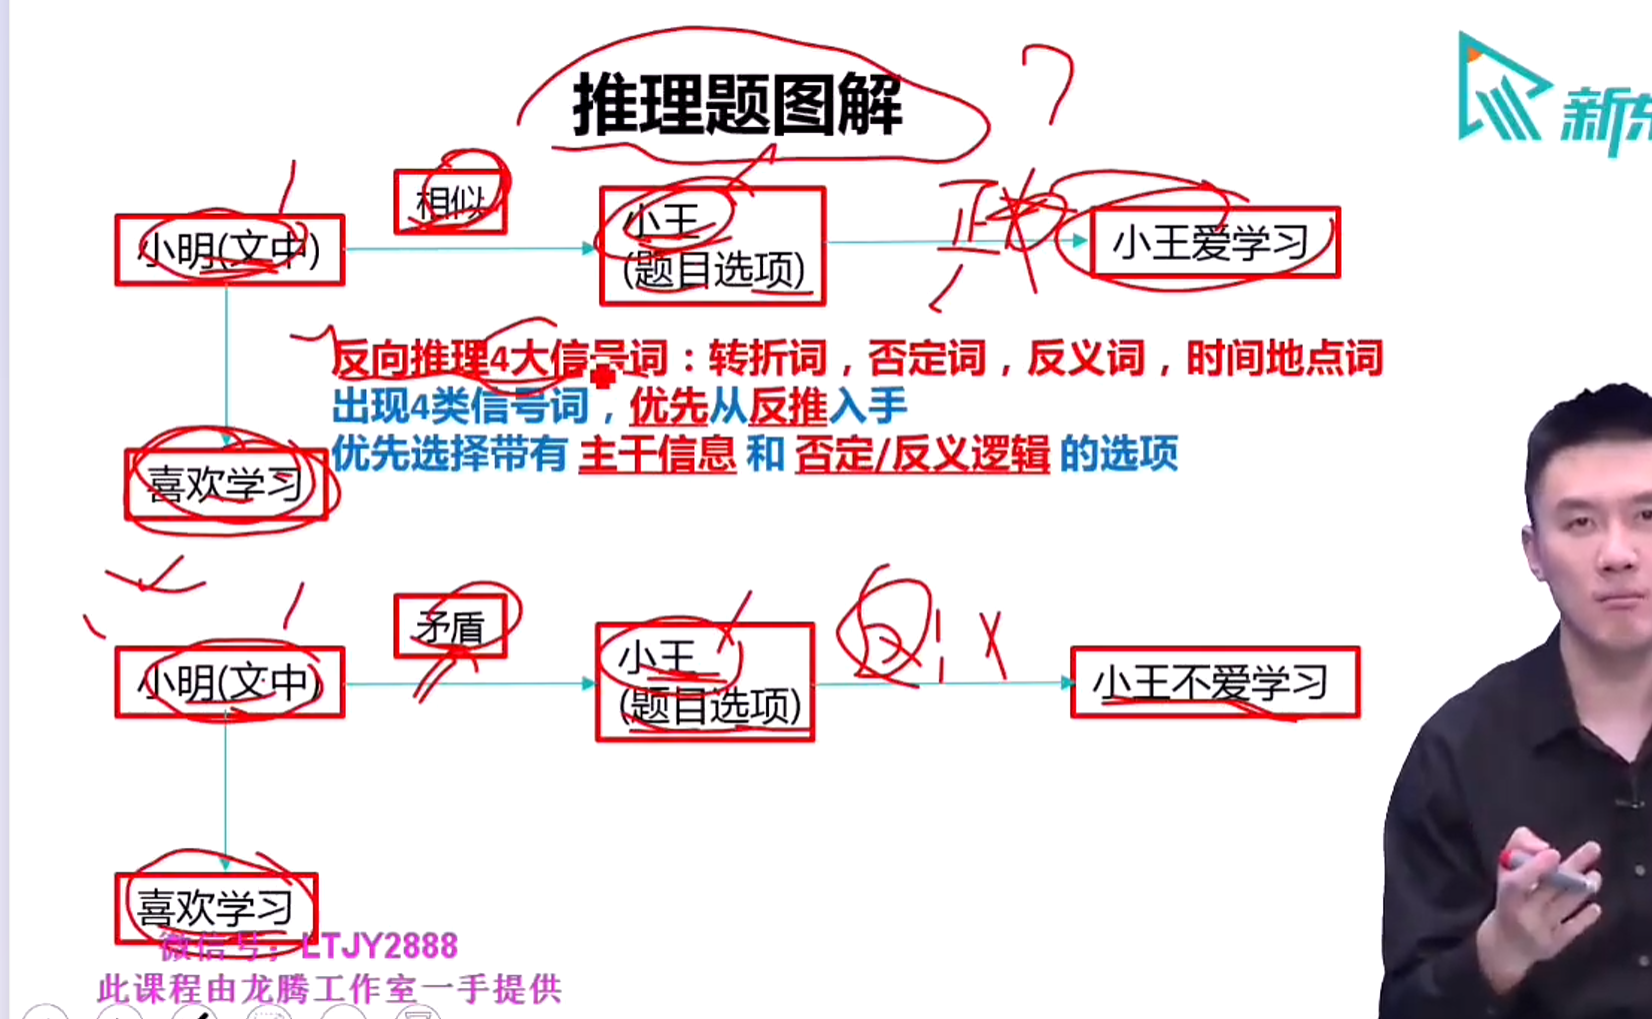 推理题图解
新东
相似
小明(文中)
小王
(题目选项)
正推
小王爱学习
反向推理4大信号词：转折词，否定词，反义词，时间地点词
出现4类信号词，优先从反推入手
优先选择带有 主干信息 和 否定/反义逻辑 的选项
喜欢学习
矛盾
小明(文中)
小王
(题目选项)
反
小王不爱学习
喜欢学习
微信号：LTJY2888
此课程由龙腾工作室一手提供